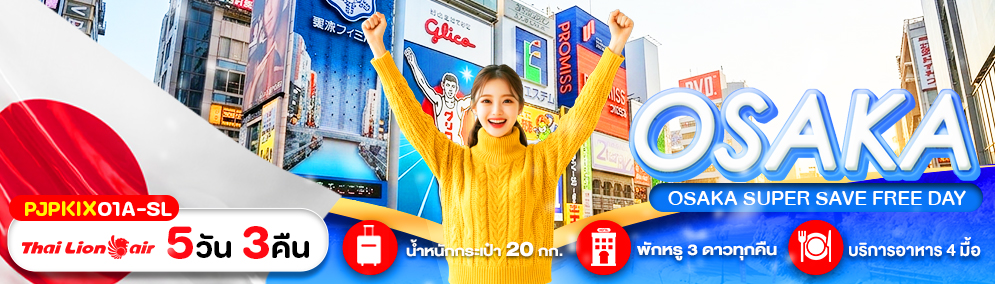 Glico
PROMISS
OSAKA
OSAKA SUPER SAVE FREE DAY
PJPKIX01A-SL
Thai Lion air
5วัน 3คืน
น้ำหนักกระเป๋า 20 กก.
พักหรู 3 ดาวทุกคืน
บริการอาหาร 4 มื้อ